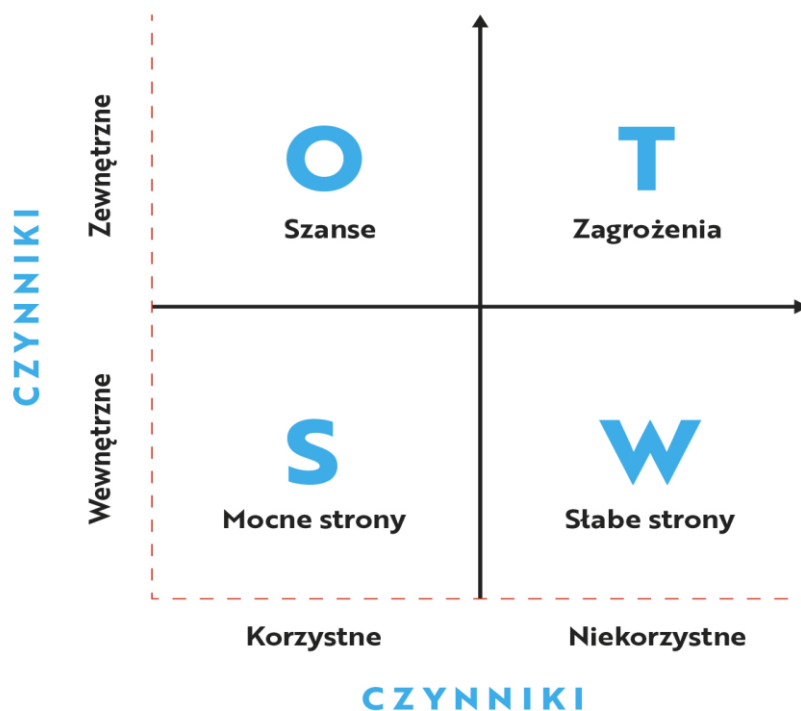 CZYNNIKI
Zewnętrzne
O
Szanse
T
Zagrożenia
Wewnętrzne
S
Mocne strony
W
Słabe strony
Korzystne
Niekorzystne
CZYNNIKI